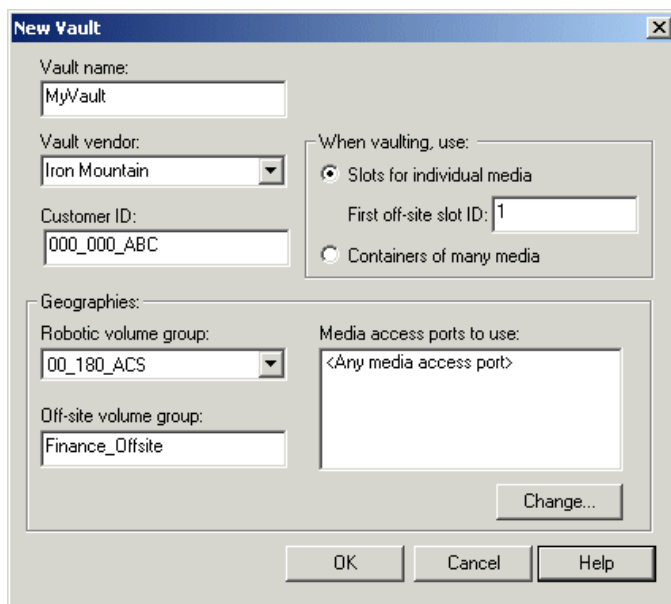 New Vault
Vault name:
MyVault
Vault vendor:
Iron Mountain
Customer ID:
000_000_ABC
When vaulting, use:
Slots for individual media
First off-site slot ID: 1
Containers of many media
Geographies:
Robotic volume group:
00_180_ACS
Off-site volume group:
Finance_Offsite
Media access ports to use:
<Any media access port>
Change...
OK Cancel Help